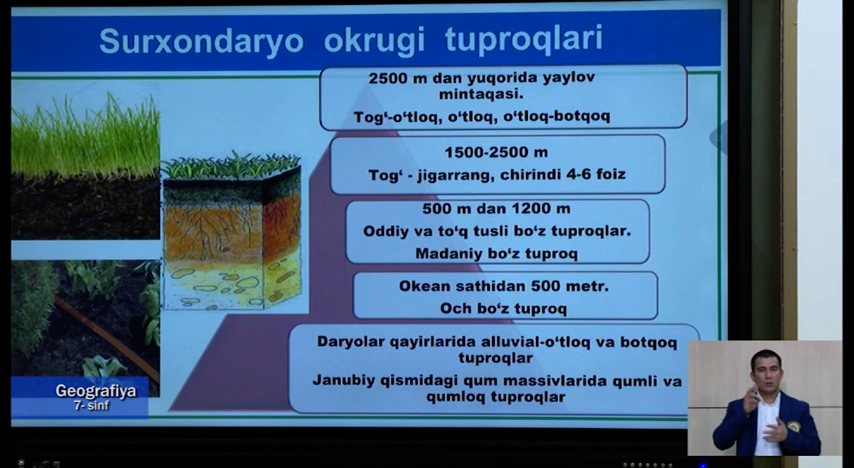 Surxondaryo okrugi tuproqlari
2500 m dan yuqorida yaylov
mintaqasi.
Tog‘-o‘tloq, o‘tloq, o‘tloq-botqoq
1500-2500 m
Tog‘ - jigarrang, chirindi 4-6 foiz
500 m dan 1200 m
Oddiy va to‘q tusli bo‘z tuproqlar.
Madaniy bo‘z tuproq
Okean sathidan 500 metr.
Och bo‘z tuproq
Daryolar qayirlarida alluvial-o‘tloq va botqoq
tuproqlar
Janubiy qismidagi qum massivlarida qumli va
qumloq tuproqlar
Geografiya
7- sinf